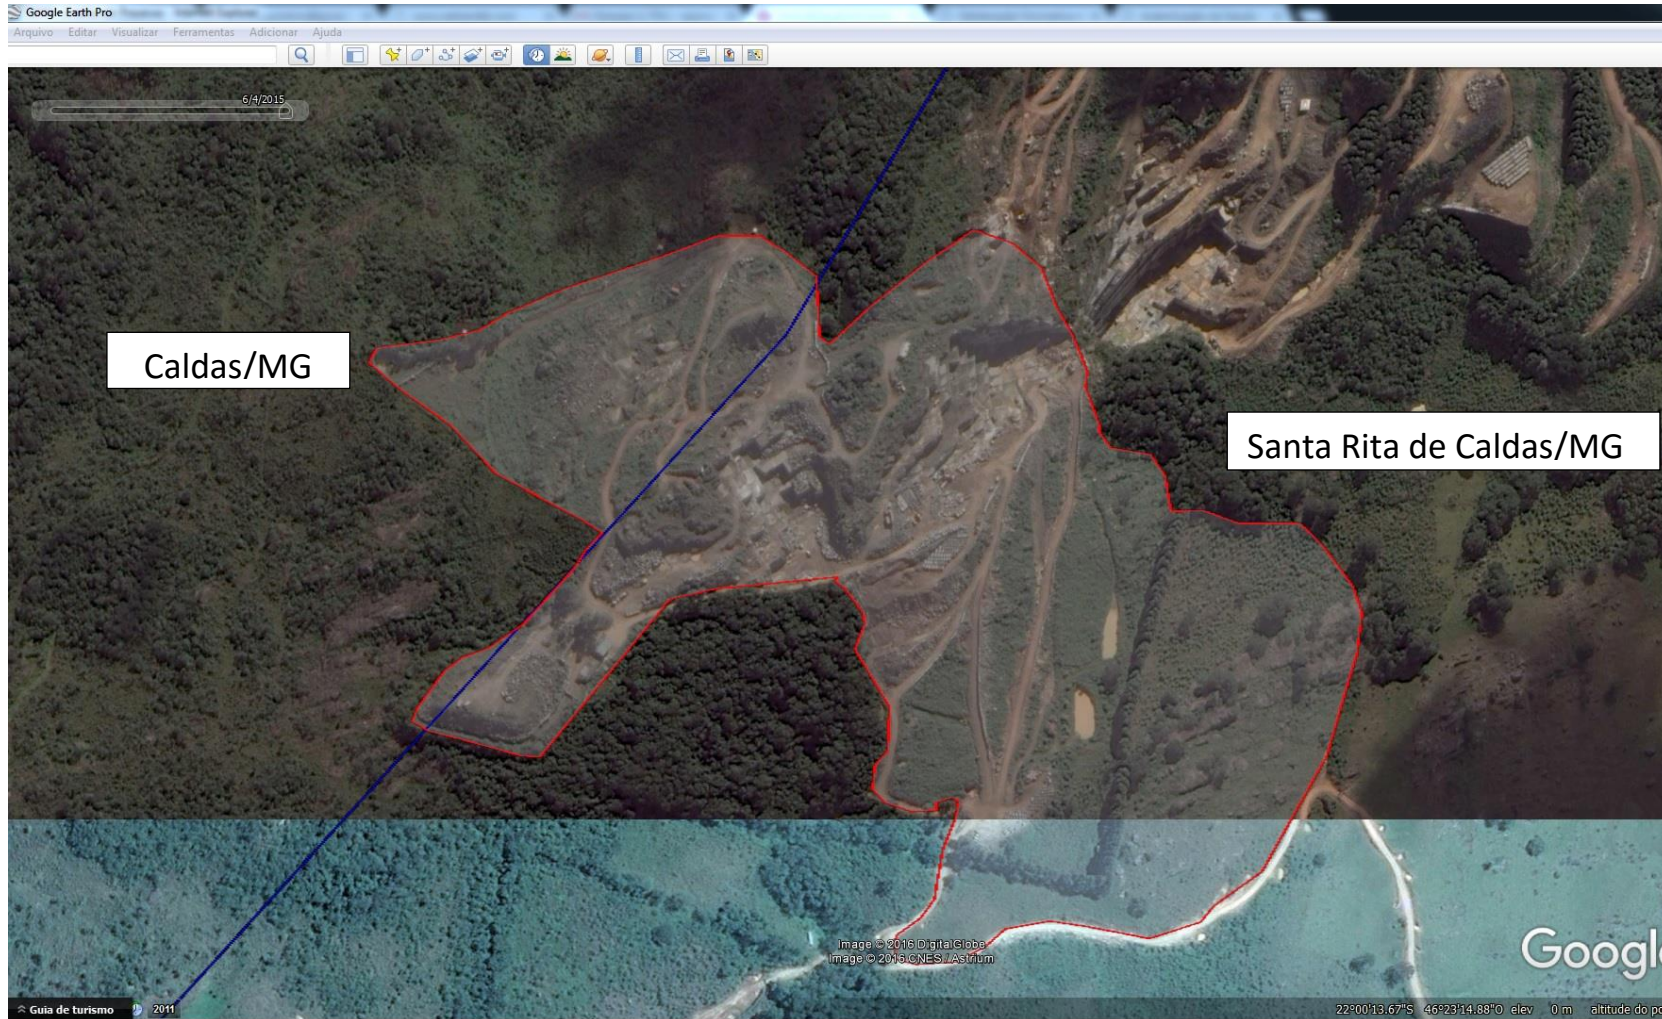 Google Earth Pro
Arquivo Editar Visualizar Ferramentas Adicionar Ajuda
6/4/2015
Caldas/MG
Santa Rita de Caldas/MG
Image © 2016 DigitalGlobe
Image © 2016 CNES / Astrium
Google
Guia de turismo 2011
22°00'13.67"S 46°23'14.88"O elev 0 m altitude do po